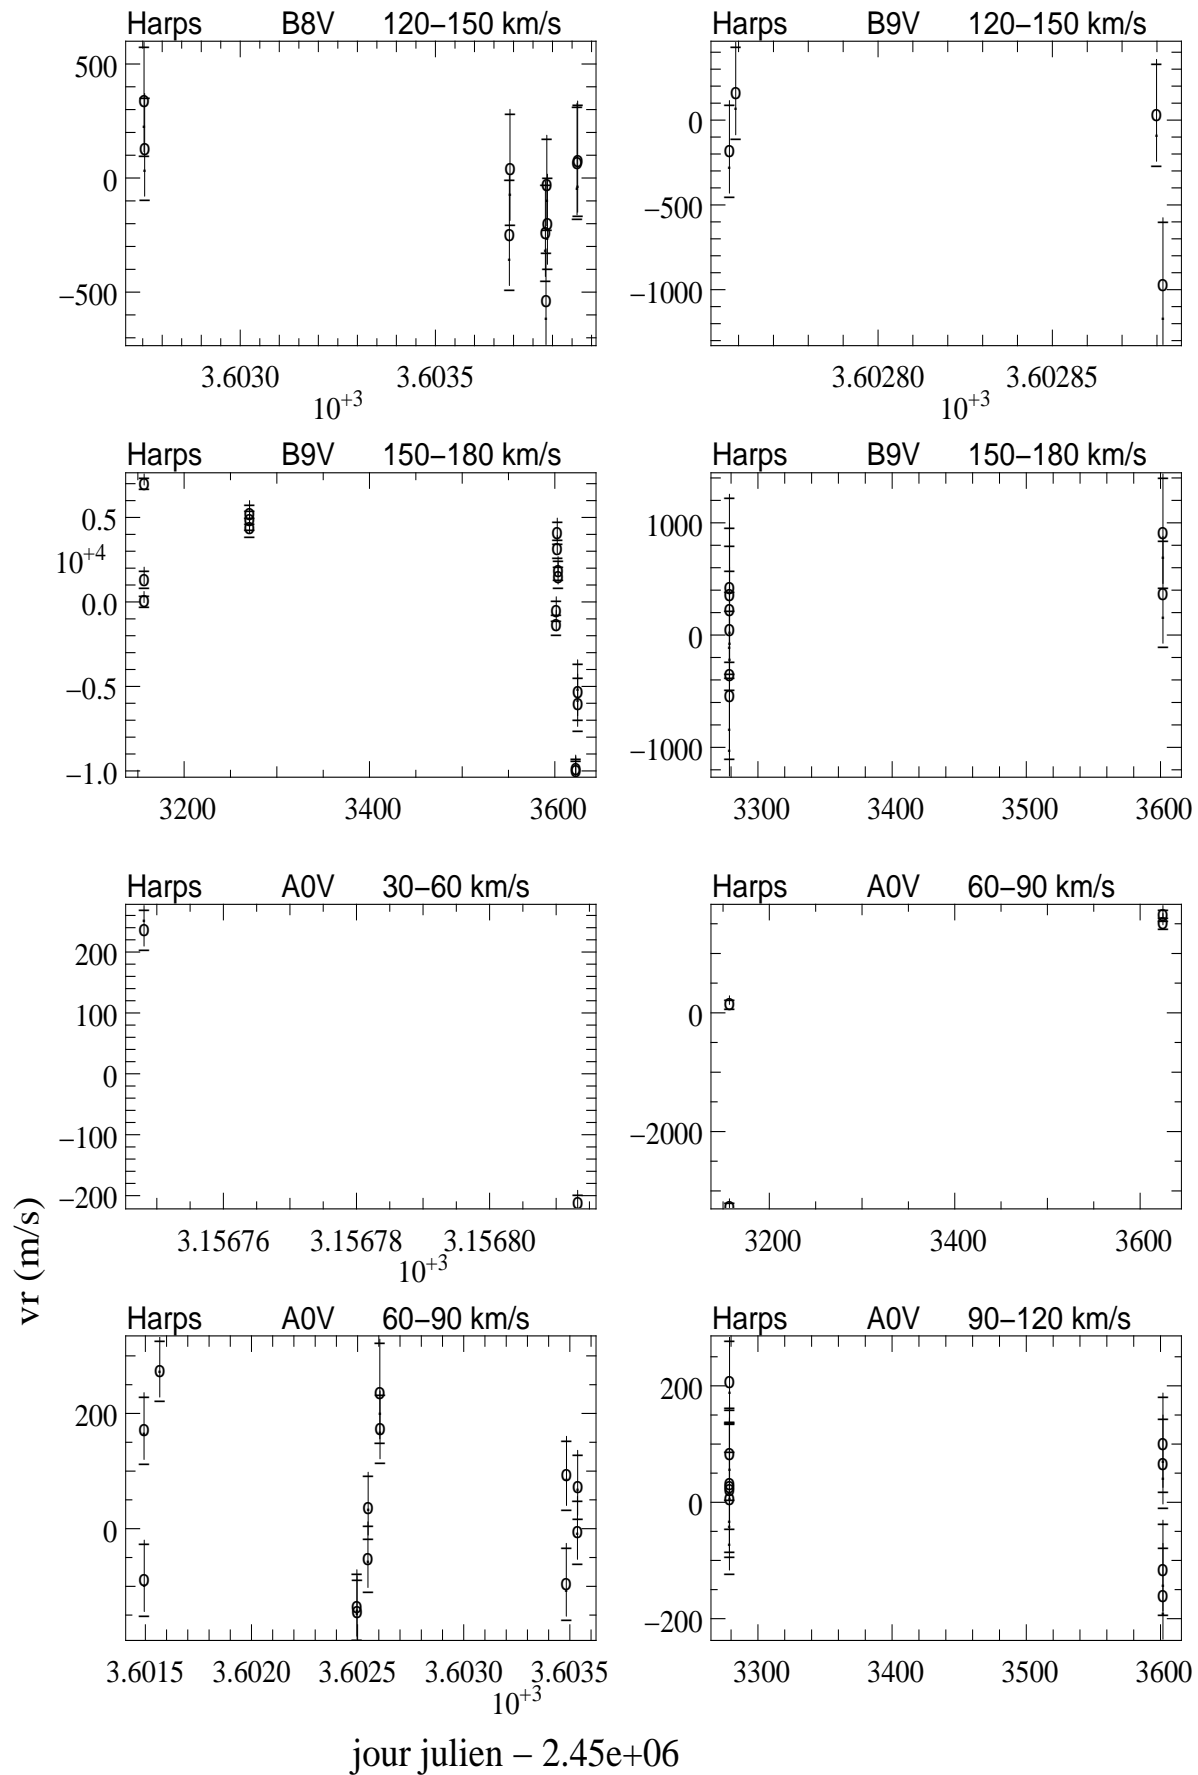 Harps B8V 120–150 km/s
500
0
−500
3.6030 3.6035
10+3
Harps B9V 120–150 km/s
0
−500
−1000
3.60280 3.60285
10+3
Harps B9V 150–180 km/s
0.5
10+4
0.0
−0.5
−1.0
3200 3400 3600
Harps B9V 150–180 km/s
1000
0
−1000
3300 3400 3500 3600
Harps A0V 30–60 km/s
200
100
0
−100
−200
3.15676 3.15678 3.15680
10+3
Harps A0V 60–90 km/s
0
−2000
3200 3400 3600
Harps A0V 60–90 km/s
200
0
3.6015 3.6020 3.6025 3.6030 3.6035
10+3
Harps A0V 90–120 km/s
200
0
−200
3300 3400 3500 3600
vr (m/s)
jour julien − 2.45e+06